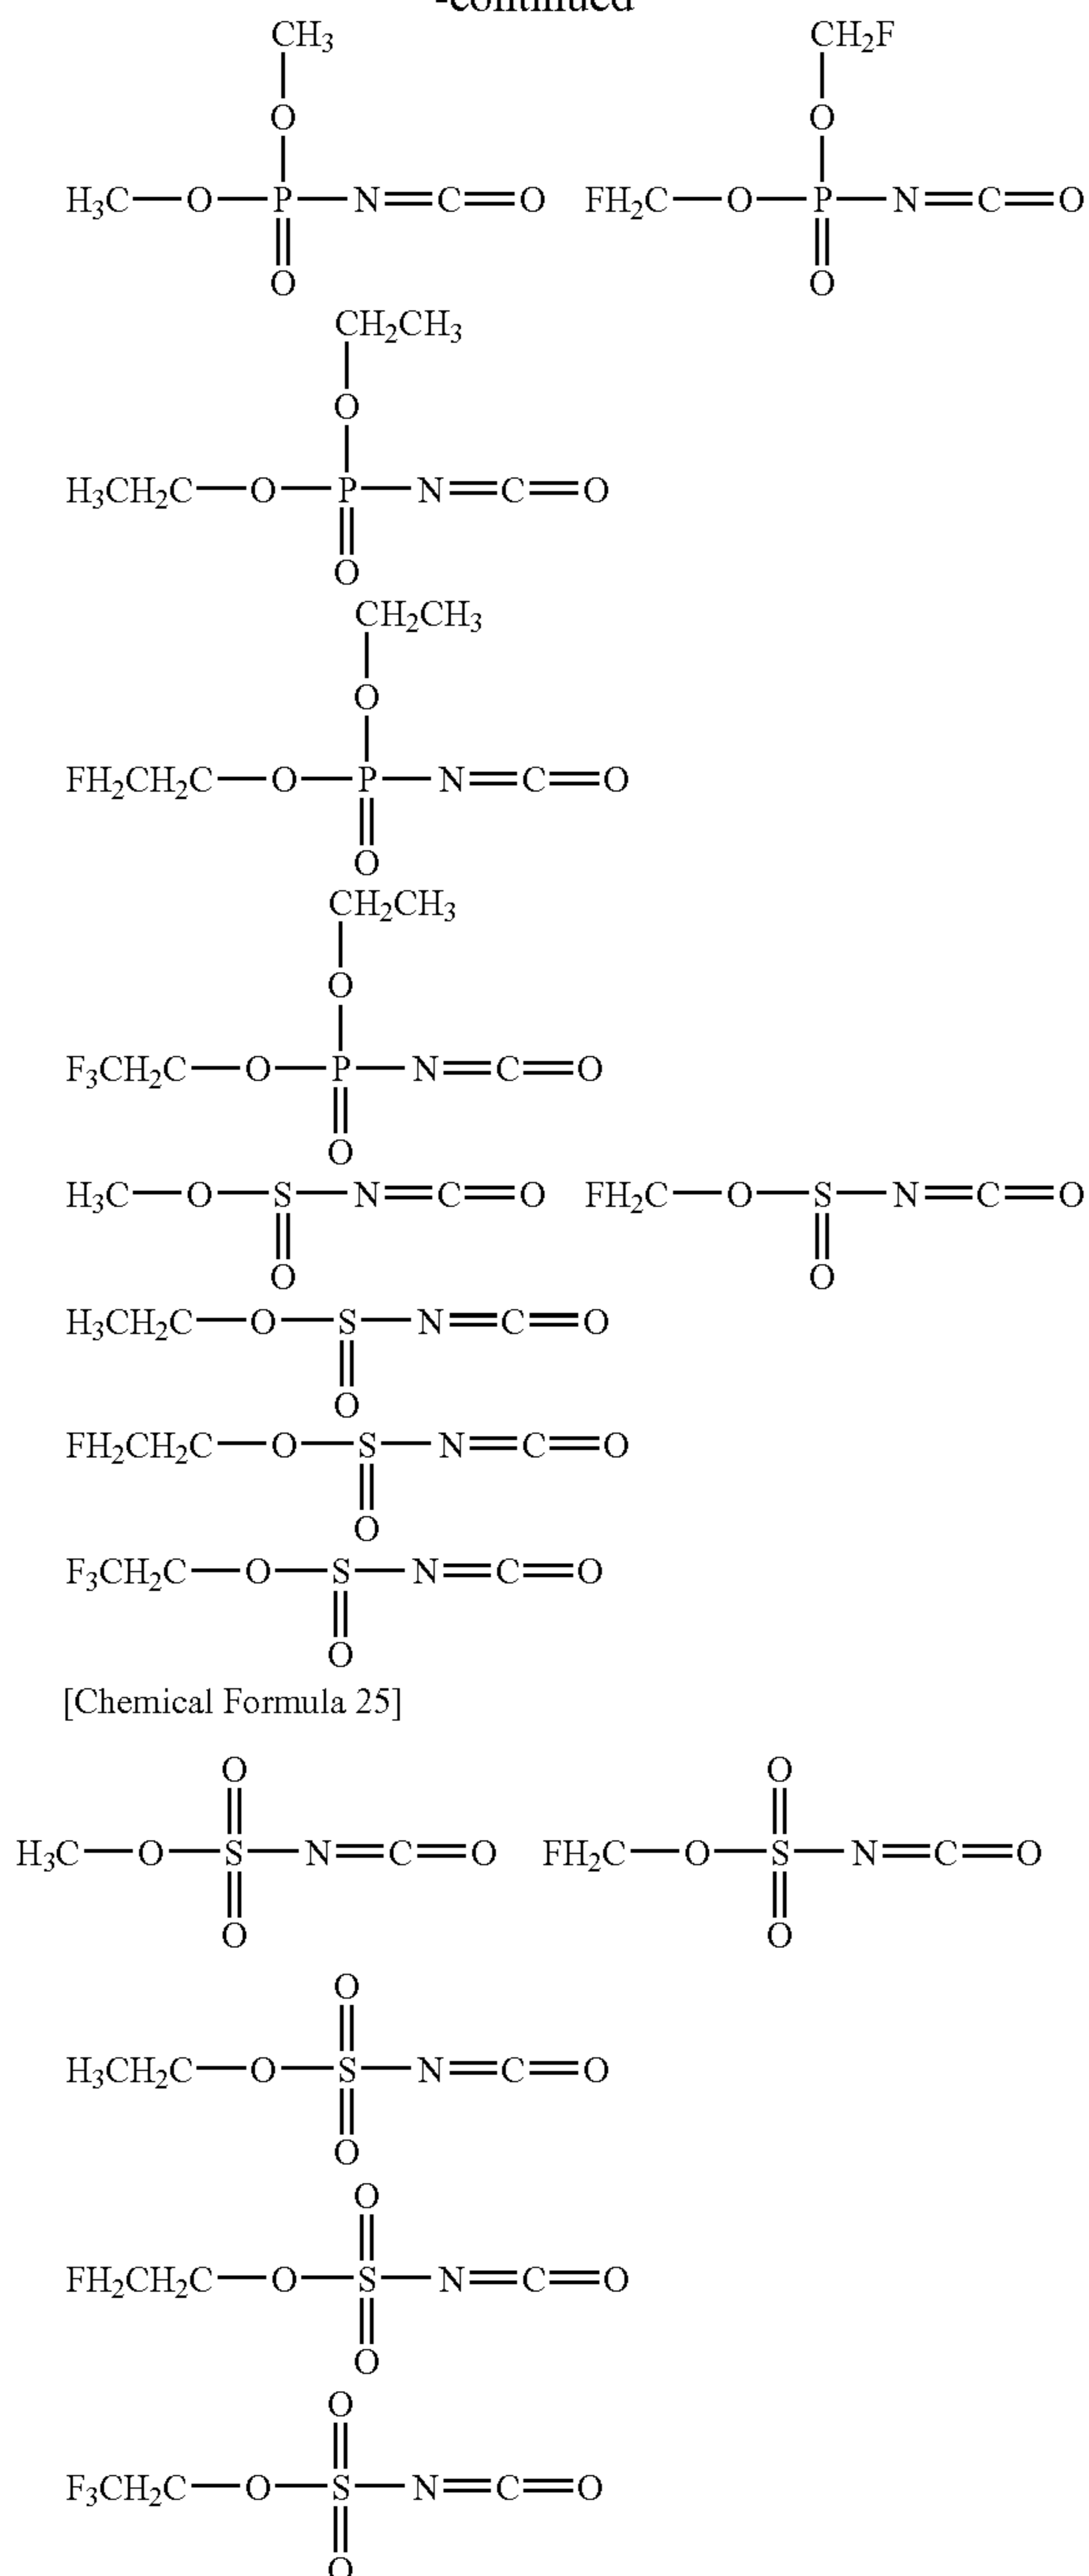 -continued
CH3 CH2F
O O
H3C—O—P—N=C=O FH2C—O—P—N=C=O
O O
CH2CH3
O
H3CH2C—O—P—N=C=O
O
CH2CH3
O
FH2CH2C—O—P—N=C=O
O
CH2CH3
O
F3CH2C—O—P—N=C=O
O
H3C—O—S—N=C=O FH2C—O—S—N=C=O
O O
H3CH2C—O—S—N=C=O
O
FH2CH2C—O—S—N=C=O
O
F3CH2C—O—S—N=C=O
O
[Chemical Formula 25]
O O
H3C—O—S—N=C=O FH2C—O—S—N=C=O
O O
O
H3CH2C—O—S—N=C=O
O
O
FH2CH2C—O—S—N=C=O
O
O
F3CH2C—O—S—N=C=O
O